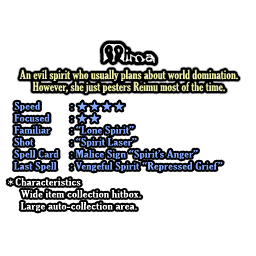 Mima
An evil spirit who usually plans about world domination.
However, she just pesters Reimu most of the time.
Speed : ★★★★
Focused : ★★
Familiar : “Lone Spirit”
Shot : “Spirit Laser”
Spell Card : Malice Sign “Spirit's Anger”
Last Spell : Vengeful Spirit “Repressed Grief”
＊Characteristics
Wide item collection hitbox.
Large auto-collection area.